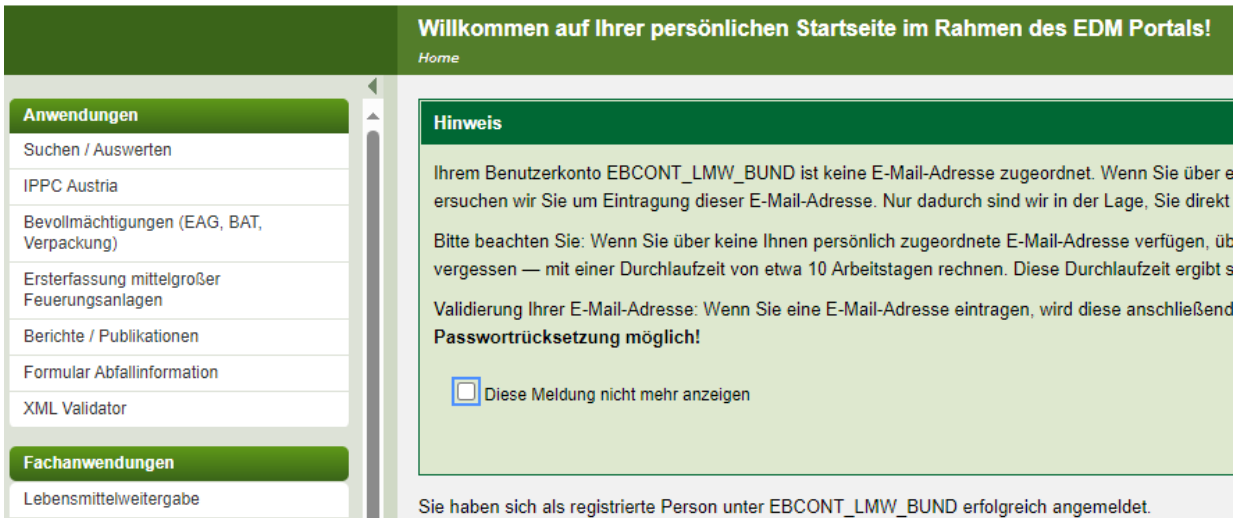 Willkommen auf Ihrer persönlichen Startseite im Rahmen des EDM Portals!
Home
Anwendungen
Suchen / Auswerten
IPPC Austria
Bevollmächtigungen (EAG, BAT,
Verpackung)
Ersterfassung mittelgroßer
Feuerungsanlagen
Berichte / Publikationen
Formular Abfallinformation
XML Validator
Fachanwendungen
Lebensmittelweitergabe
Hinweis
Ihrem Benutzerkonto EBCONT_LMW_BUND ist keine E-Mail-Adresse zugeordnet. Wenn Sie über e
ersuchen wir Sie um Eintragung dieser E-Mail-Adresse. Nur dadurch sind wir in der Lage, Sie direkt
Bitte beachten Sie: Wenn Sie über keine Ihnen persönlich zugeordnete E-Mail-Adresse verfügen, üb
vergessen — mit einer Durchlaufzeit von etwa 10 Arbeitstagen rechnen. Diese Durchlaufzeit ergibt s
Validierung Ihrer E-Mail-Adresse: Wenn Sie eine E-Mail-Adresse eintragen, wird diese anschließend
Passwortrücksetzung möglich!
Diese Meldung nicht mehr anzeigen
Sie haben sich als registrierte Person unter EBCONT_LMW_BUND erfolgreich angemeldet.